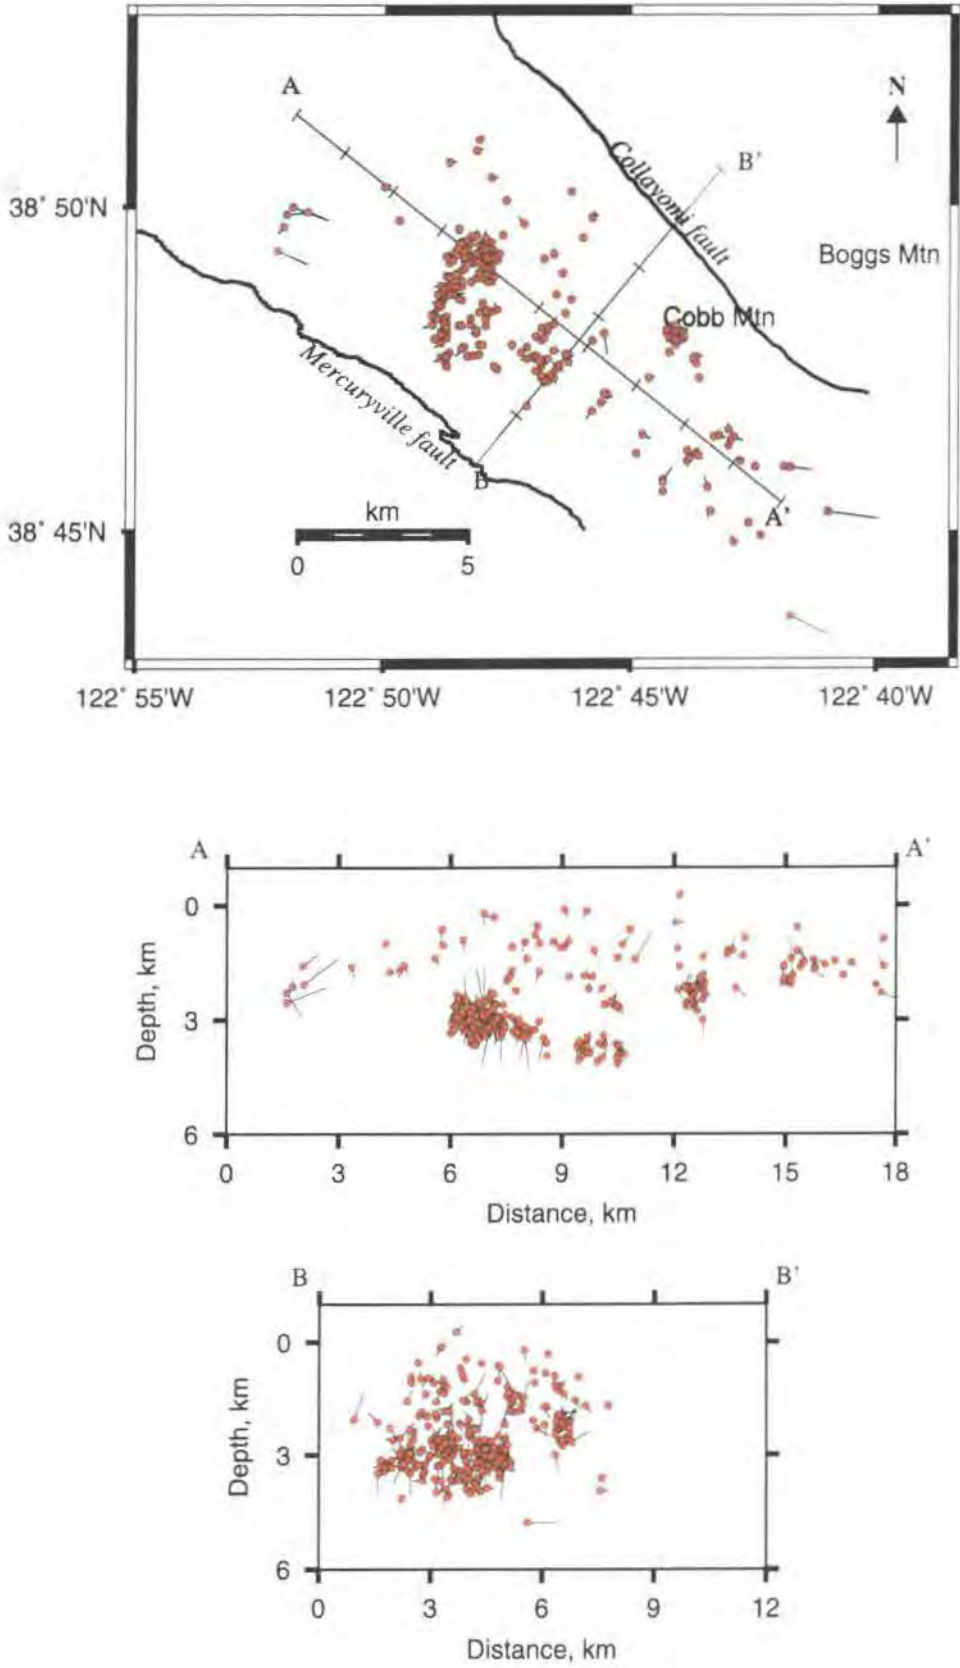 A
N
Collayomi fault
B'
38° 50'N
Boggs Mtn
Cobb Mtn
Mercuryville fault
B
A'
km
0 5
38° 45'N
122° 55'W 122° 50'W 122° 45'W 122° 40'W
A A'
0
3
6
Depth, km
0 3 6 9 12 15 18
Distance, km
B B'
0
3
6
Depth, km
0 3 6 9 12
Distance, km